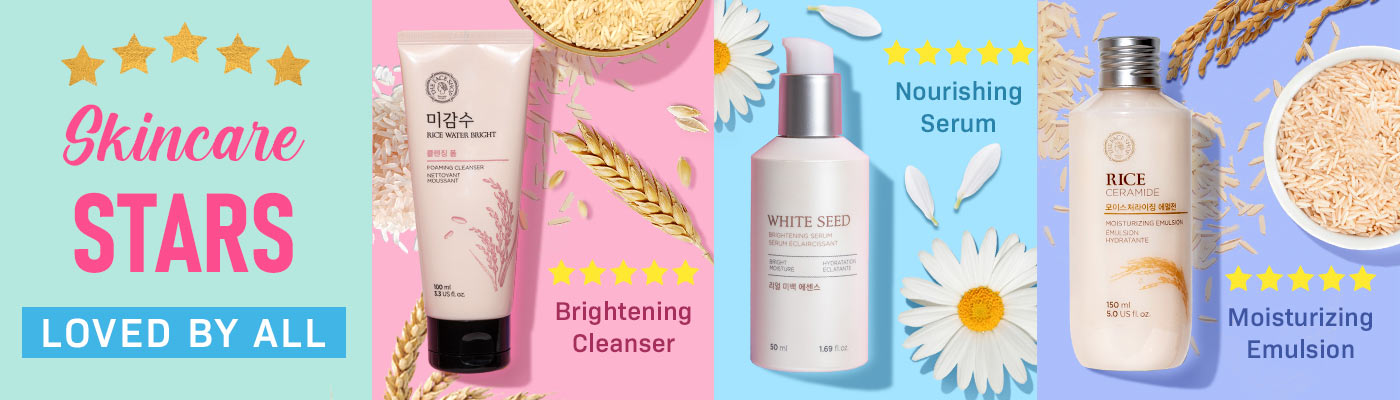 Skincare
STARS
LOVED BY ALL
THE FACE SHOP
미감수
RICE WATER BRIGHT
클렌징 폼
FOAMING CLEANSER
NETTOYANT
MOUSSANT
100 ml
3.3 US fl. oz.
Brightening
Cleanser
WHITE SEED
BRIGHTENING SERUM
SERUM ECLAIRCISSANT
BRIGHT
MOISTURE
HYDRATATION
ECLATANTE
리얼 미백 에센스
50 ml
1.69 fl. oz.
Nourishing
Serum
RICE
CERAMIDE
모이스처라이징 에멀전
MOISTURIZING EMULSION
EMULSION
HYDRATANTE
150 ml
5.0 US fl. oz.
Moisturizing
Emulsion